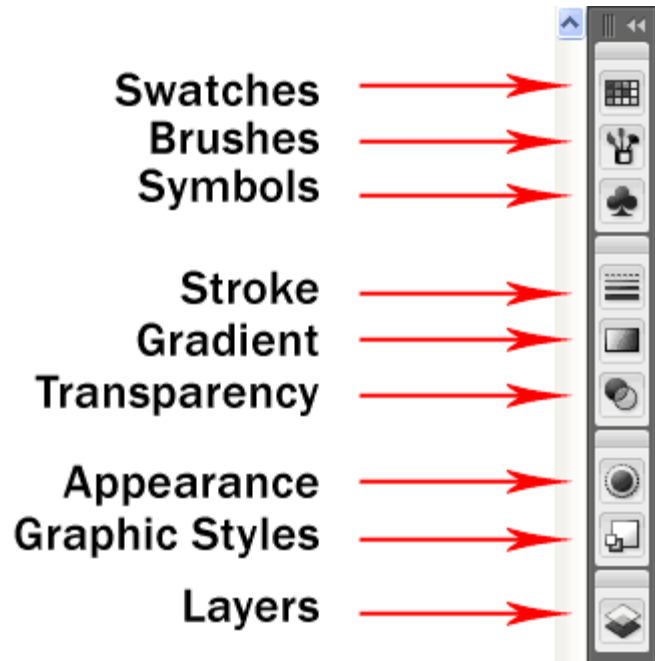 Swatches
Brushes
Symbols
Stroke
Gradient
Transparency
Appearance
Graphic Styles
Layers